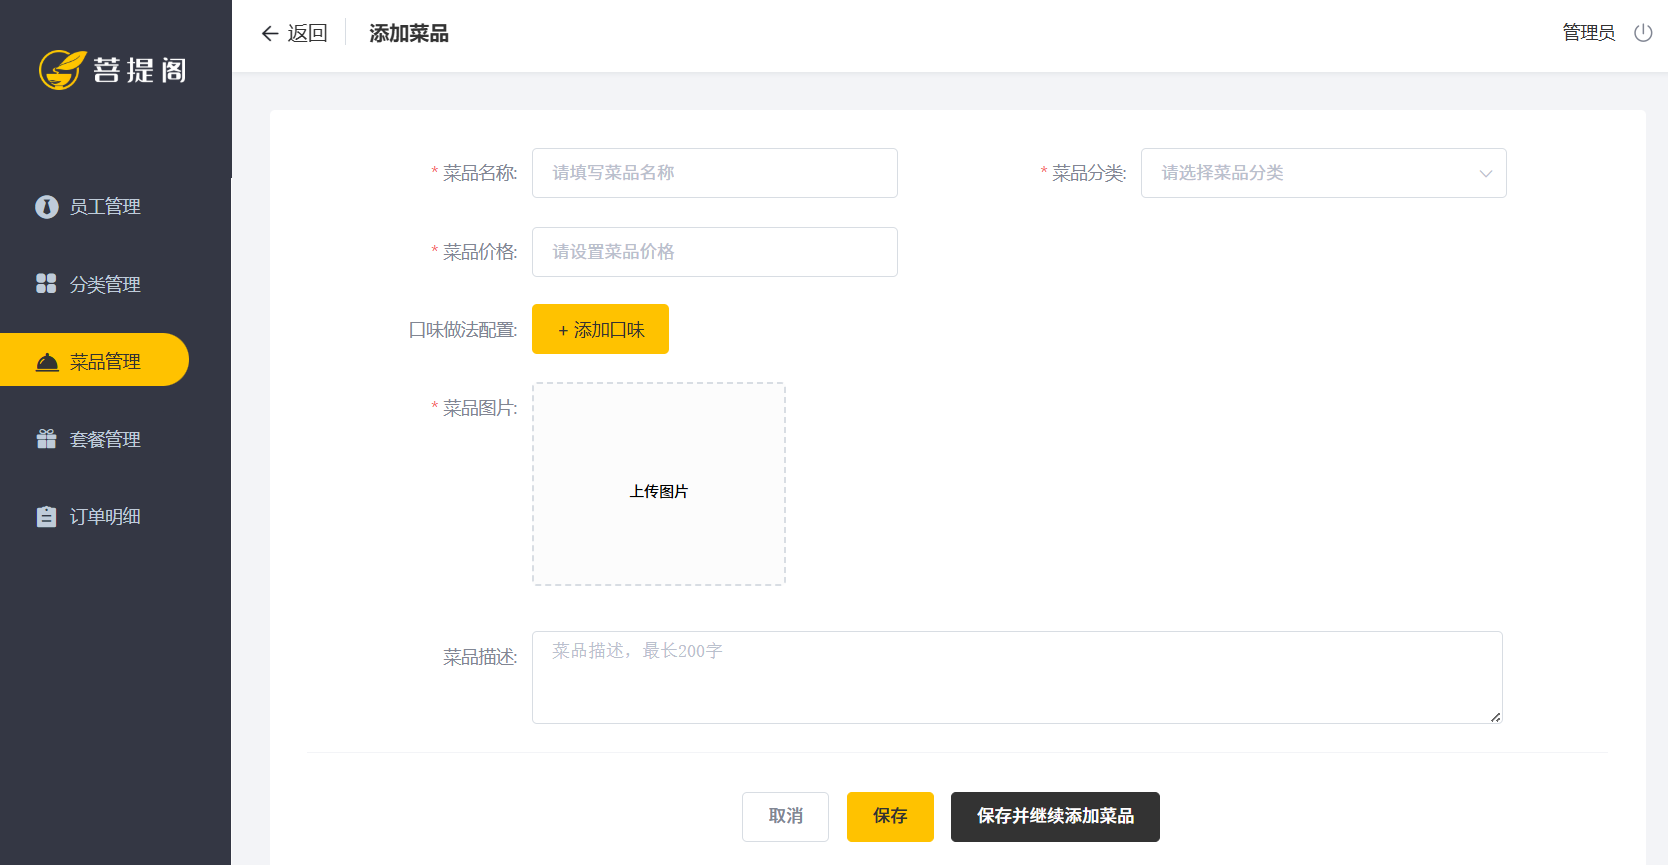 菩提阁
员工管理
分类管理
菜品管理
套餐管理
订单明细
返回
添加菜品
管理员
* 菜品名称:
请填写菜品名称
* 菜品分类:
请选择菜品分类
* 菜品价格:
请设置菜品价格
口味做法配置:
+ 添加口味
* 菜品图片:
上传图片
菜品描述:
菜品描述，最长200字
取消
保存
保存并继续添加菜品